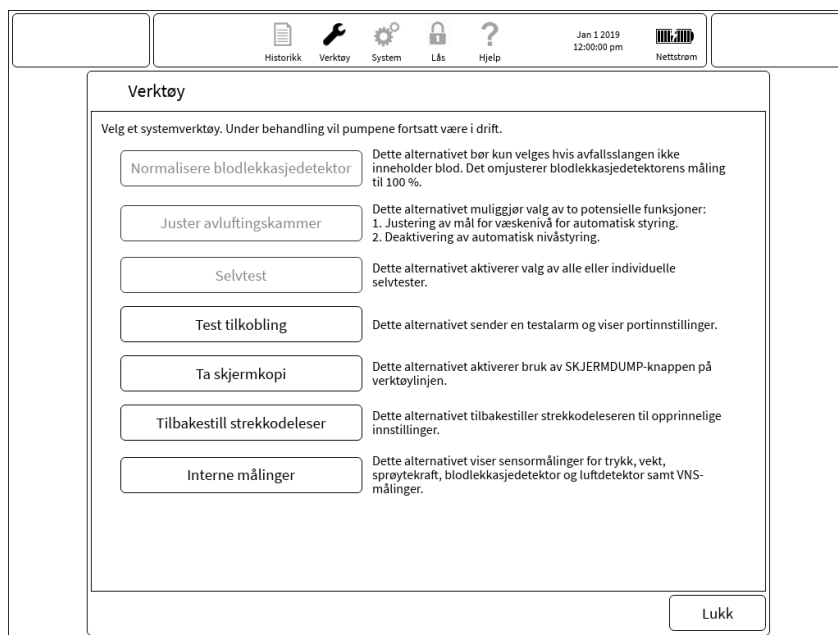 Historikk
Verktøy
System
Lås
Hjelp
Jan 1 2019
12:00:00 pm
Nettstrøm
Verktøy
Velg et systemverktøy. Under behandling vil pumpene fortsatt være i drift.
Normalisere blodlekkasjedetektor
Dette alternativet bør kun velges hvis avfallsslangen ikke
inneholder blod. Det omjusterer blodlekkasjedetektorens måling
til 100 %.
Juster avluftingskammer
Dette alternativet muliggjør valg av to potensielle funksjoner:
1. Justering av mål for væskenivå for automatisk styring.
2. Deaktivering av automatisk nivåstyring.
Selvtest
Dette alternativet aktiverer valg av alle eller individuelle
selvtester.
Test tilkobling
Dette alternativet sender en testalarm og viser portinnstillinger.
Ta skjermkopi
Dette alternativet aktiverer bruk av SKJERMDUMP-knappen på
verktøylinjen.
Tilbakestill strekkodeleser
Dette alternativet tilbakestiller strekkodeleseren til opprinnelige
innstillinger.
Interne målinger
Dette alternativet viser sensormålinger for trykk, vekt,
sprøytekraft, blodlekkasjedetektor og luftdetektor samt VNS-
målinger.
Lukk